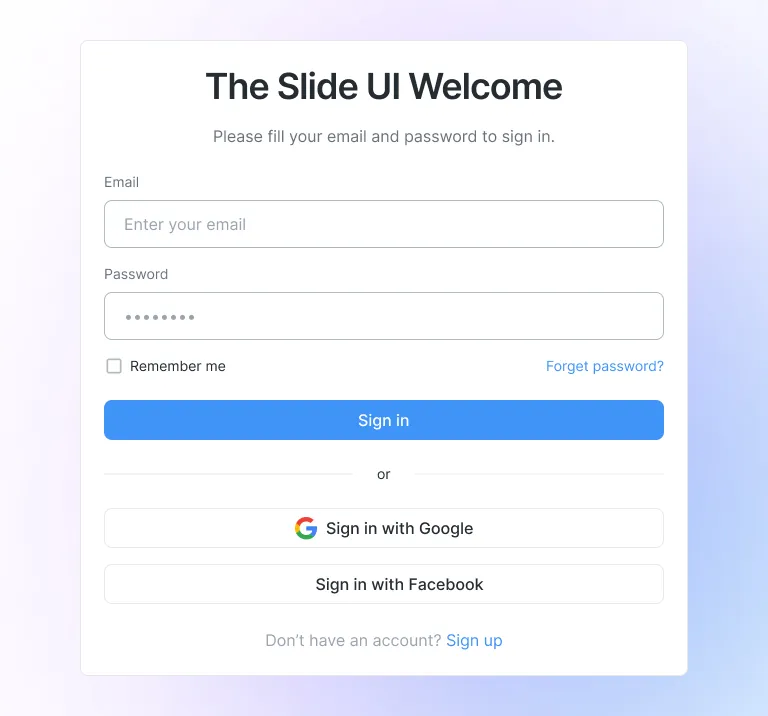 The Slide UI Welcome
Please fill your email and password to sign in.
Email
Enter your email
Password
••••••••
Remember me
Forget password?
Sign in
or
Sign in with Google
Sign in with Facebook
Don’t have an account? Sign up